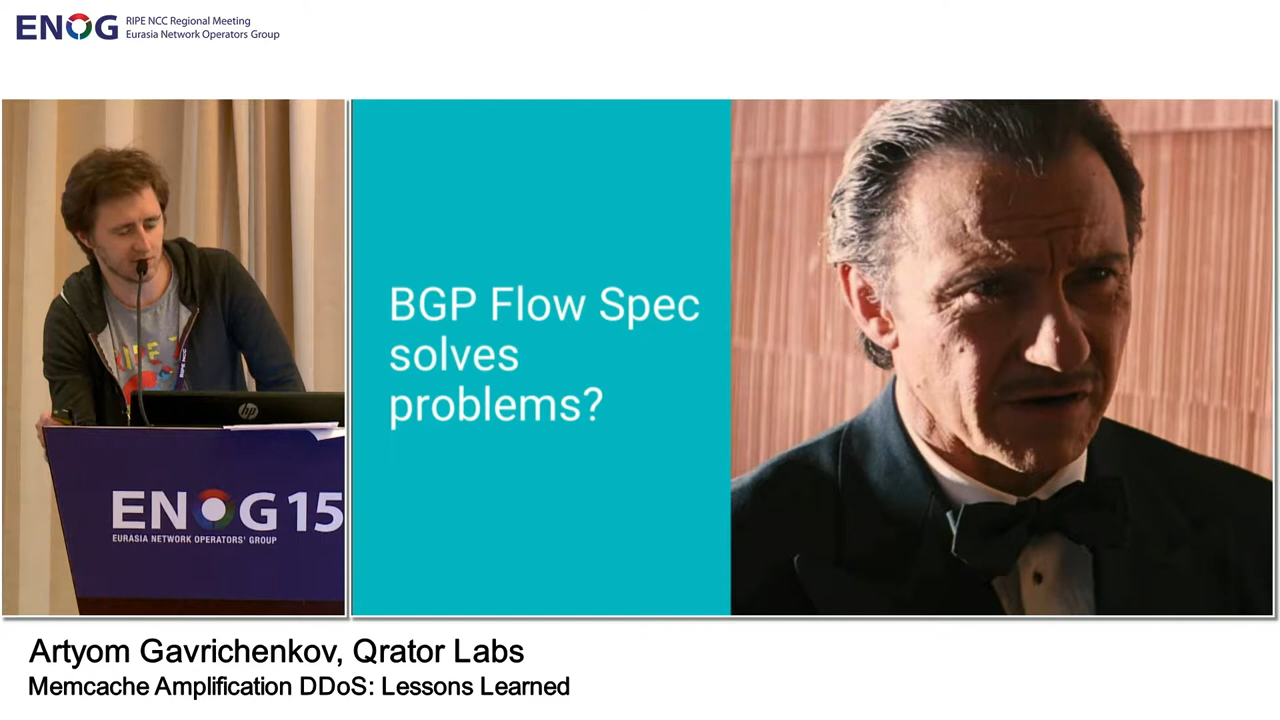 ENOG
RIPE NCC Regional Meeting
Eurasia Network Operators Group
BGP Flow Spec
solves
problems?
hp
ENOG 15
EURASIA NETWORK OPERATORS' GROUP
Artyom Gavrichenkov, Qrator Labs
Memcache Amplification DDoS: Lessons Learned